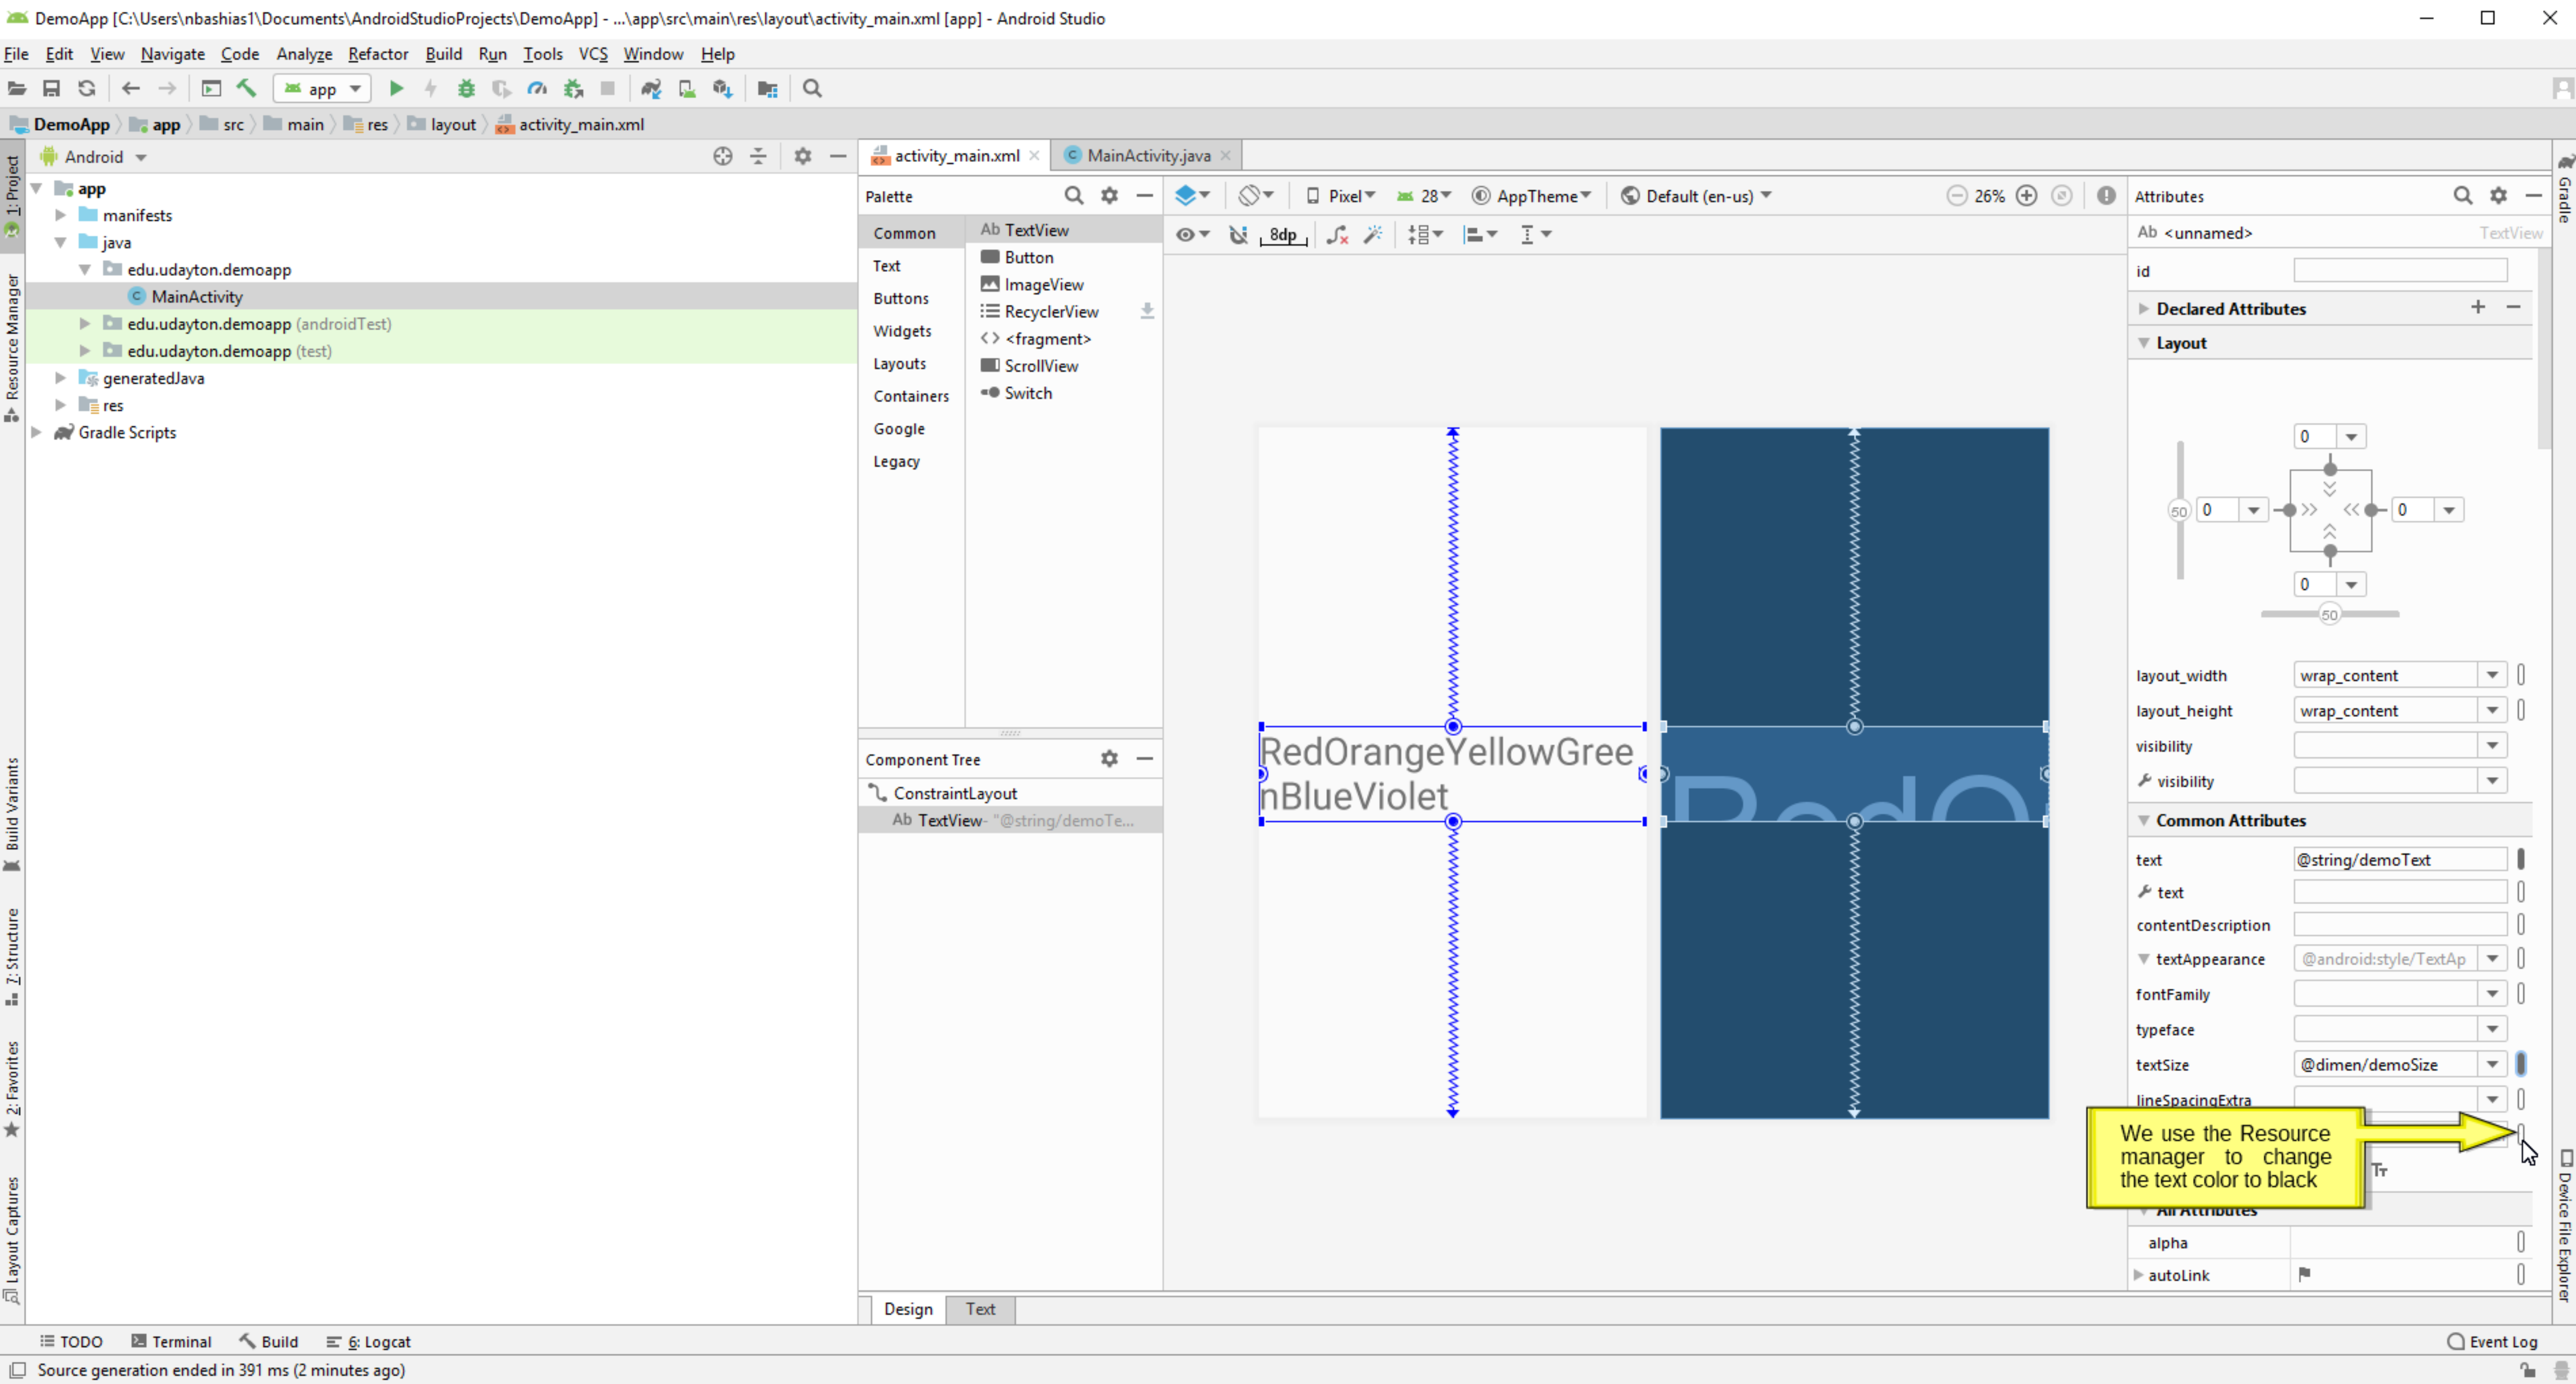 DemoApp [C:\Users\nbashias1\Documents\AndroidStudioProjects\DemoApp] - ...\app\src\main\res\layout\activity_main.xml [app] - Android Studio
File Edit View Navigate Code Analyze Refactor Build Run Tools VCS Window Help
app
DemoApp app src main res layout activity_main.xml
1: Project
Resource Manager
Build Variants
7: Structure
2: Favorites
Layout Captures
Android
app
manifests
java
edu.udayton.demoapp
MainActivity
edu.udayton.demoapp (androidTest)
edu.udayton.demoapp (test)
generatedJava
res
Gradle Scripts
activity_main.xml
MainActivity.java
Palette
Common
Text
Buttons
Widgets
Layouts
Containers
Google
Legacy
Ab TextView
Button
ImageView
RecyclerView
<fragment>
ScrollView
Switch
Component Tree
ConstraintLayout
Ab TextView- "@string/demoTe...
Pixel 28 AppTheme Default (en-us) 26%
8dp
RedOrangeYellowGree
nBlueViolet
RedO
Design Text
Attributes
Ab <unnamed> TextView
id
Declared Attributes
Layout
0
50 0 0
0
50
layout_width wrap_content
layout_height wrap_content
visibility
visibility
Common Attributes
text @string/demoText
text
contentDescription
textAppearance @android:style/TextAp
fontFamily
typeface
textSize @dimen/demoSize
lineSpacingExtra
We use the Resource
manager to change
the text color to black
Tт
All Attributes
alpha
autoLink
Gradle
Device File Explorer
TODO Terminal Build 6: Logcat Event Log
Source generation ended in 391 ms (2 minutes ago)